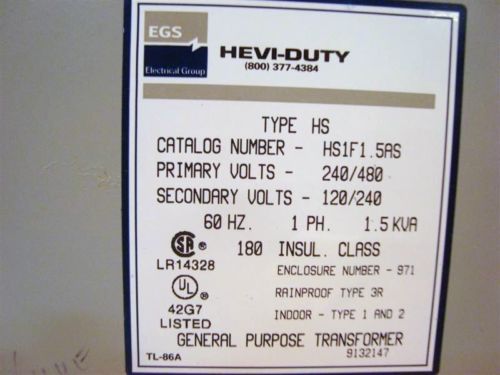 EGS
Electrical Group
HEVI-DUTY
(800) 377-4384
TYPE HS
CATALOG NUMBER - HS1F1.5AS
PRIMARY VOLTS - 240/480
SECONDARY VOLTS - 120/240
60 HZ. 1 PH. 1.5 KVA
SA
180 INSUL. CLASS
LR14328
ENCLOSURE NUMBER - 971
UL
RAINPROOF TYPE 3R
42G7
LISTED
INDOOR - TYPE 1 AND 2
GENERAL PURPOSE TRANSFORMER
TL-86A
9132147